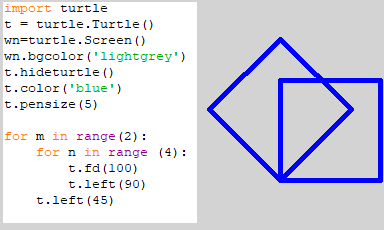 import turtle
t = turtle.Turtle()
wn=turtle.Screen()
wn.bgcolor('lightgrey')
t.hideturtle()
t.color('blue')
t.pensize(5)

for m in range(2):
    for n in range (4):
        t.fd(100)
        t.left(90)
    t.left(45)